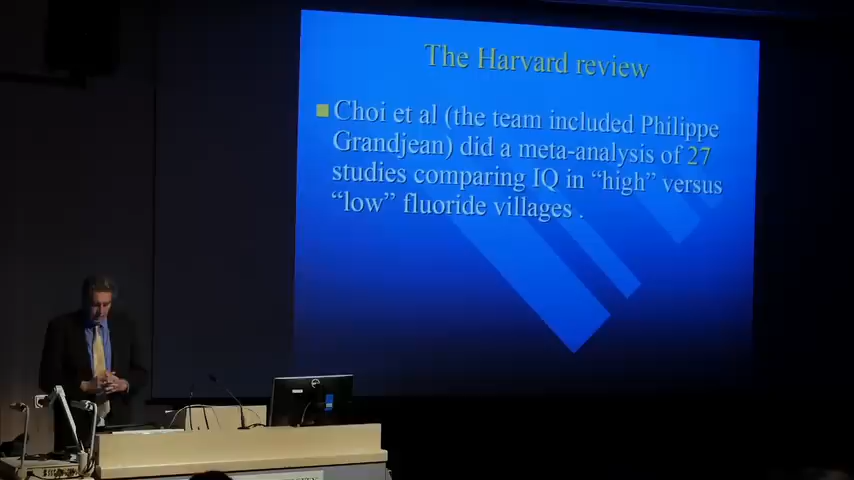 The Harvard review
Choi et al (the team included Philippe
Grandjean) did a meta-analysis of 27
studies comparing IQ in “high” versus
“low” fluoride villages .